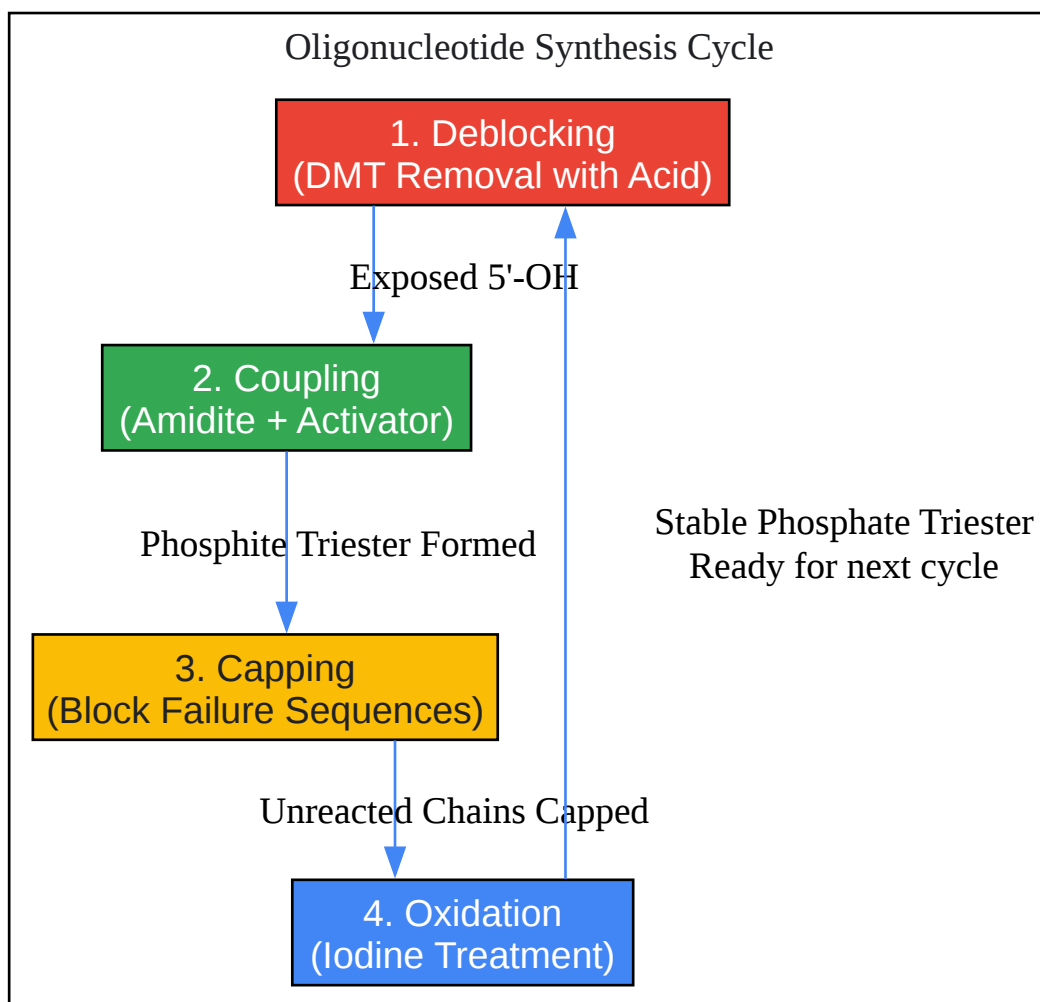 Oligonucleotide Synthesis Cycle
1. Deblocking
(DMT Removal with Acid)
Exposed 5'-OH
2. Coupling
(Amidite + Activator)
Phosphite Triester Formed
Stable Phosphate Triester
Ready for next cycle
3. Capping
(Block Failure Sequences)
Unreacted Chains Capped
4. Oxidation
(Iodine Treatment)